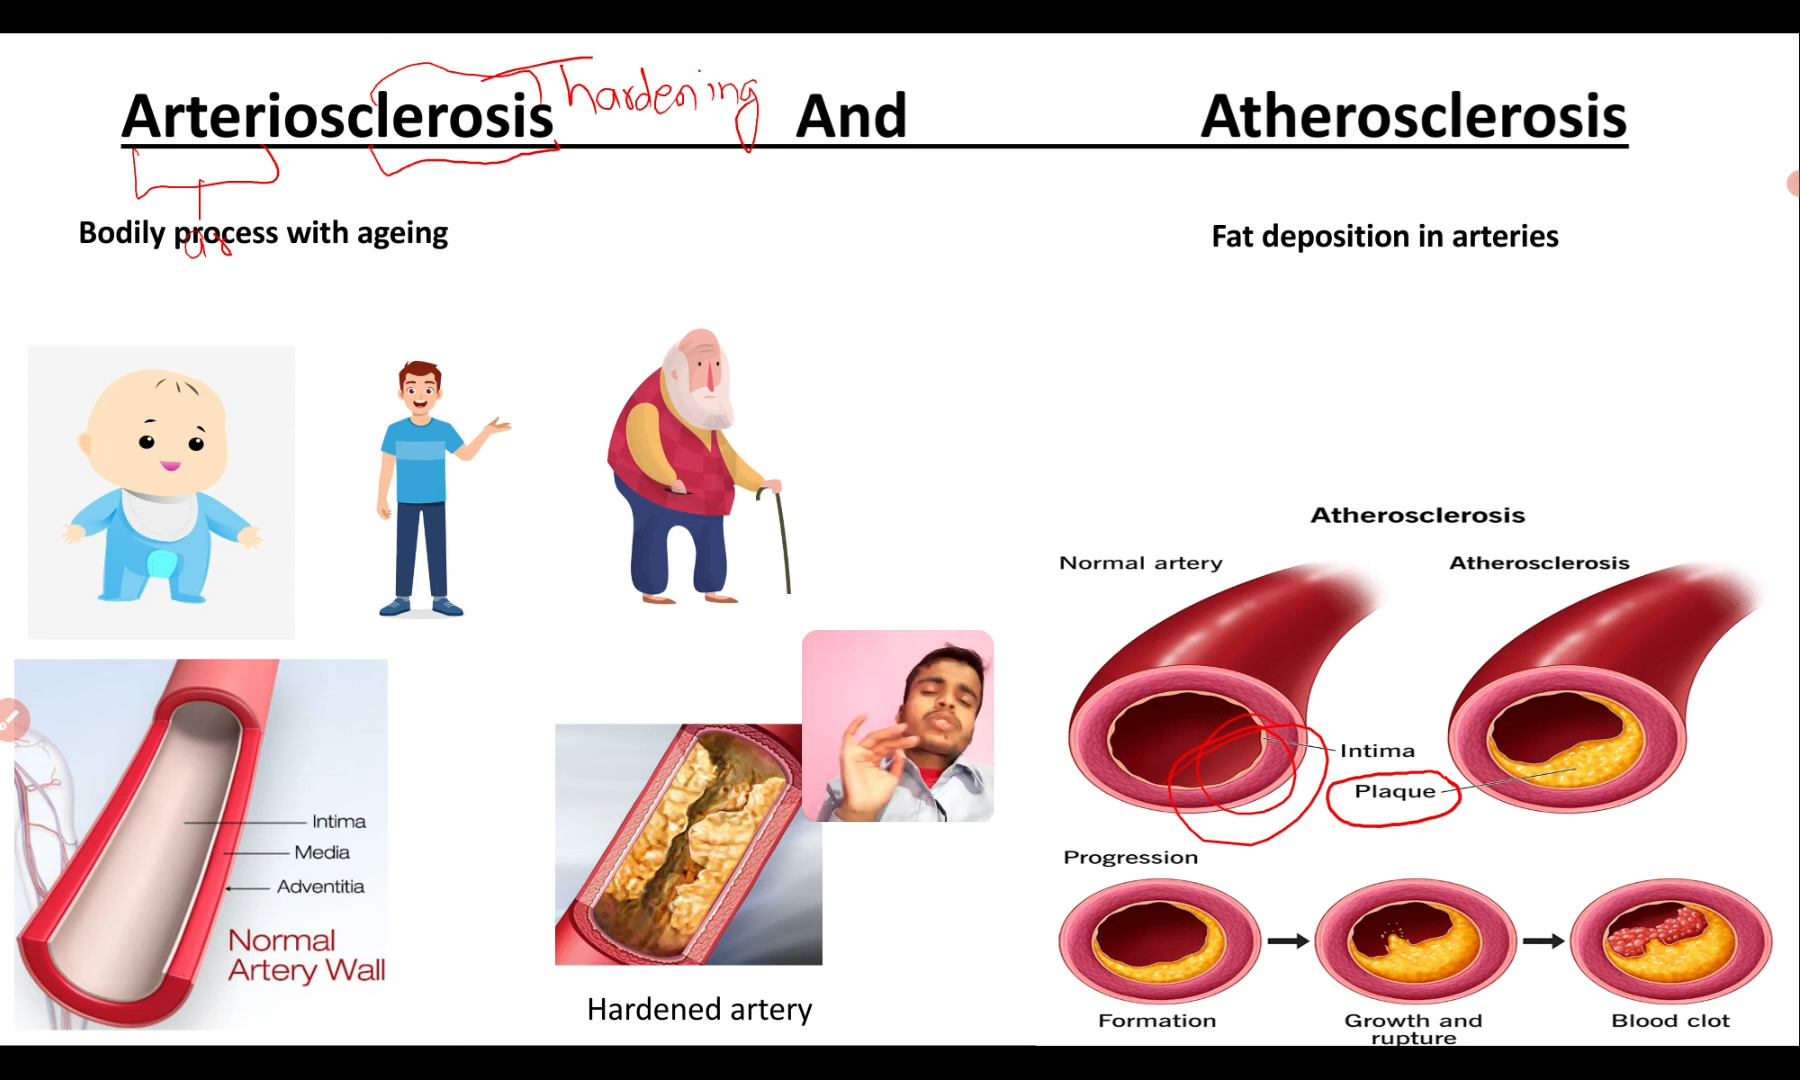 Arteriosclerosis And Atherosclerosis
hardening
Bodily process with ageing
ar
Fat deposition in arteries
Atherosclerosis
Normal artery
Atherosclerosis
Intima
Plaque
Intima
Media
Adventitia
Normal
Artery Wall
Hardened artery
Progression
Formation
Growth and
rupture
Blood clot